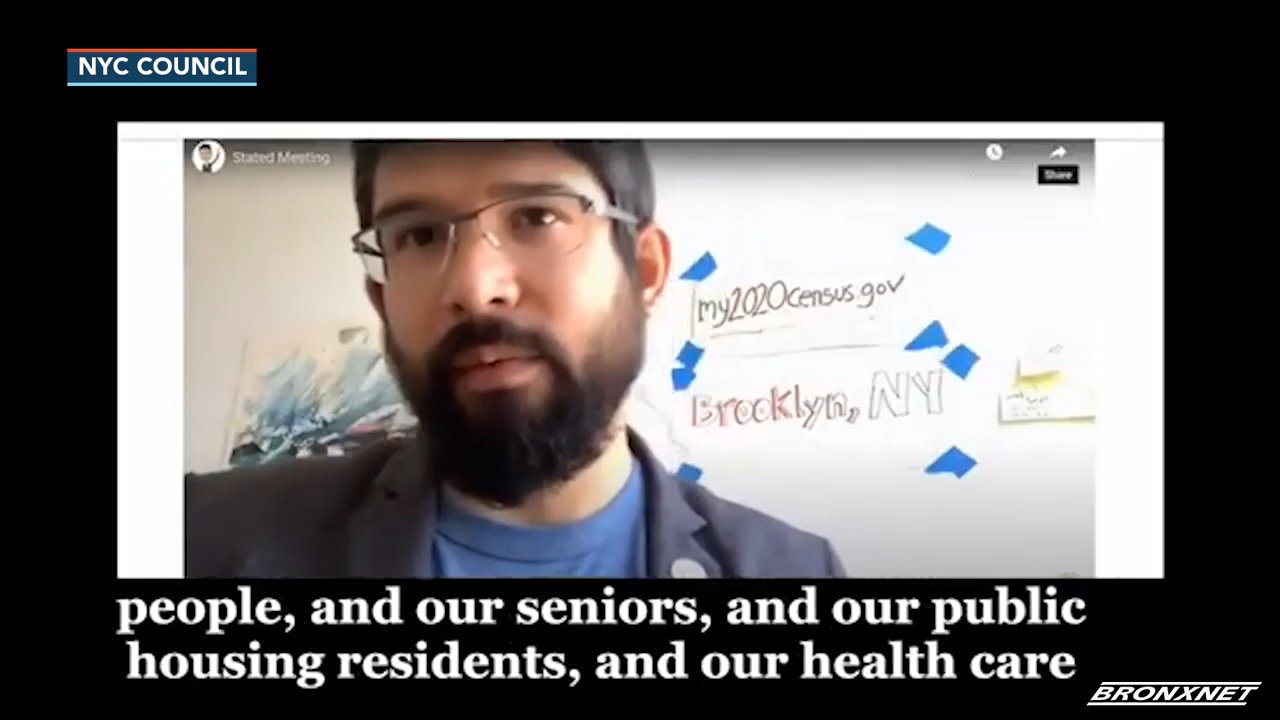 NYC COUNCIL
Stated Meeting
Share
my2020census.gov
Brooklyn, NY
people, and our seniors, and our public
housing residents, and our health care
BRONXNET